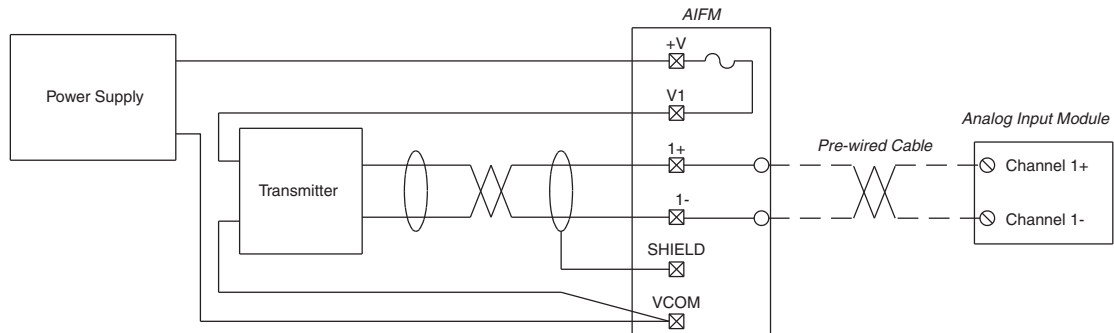 AIFM
+V
Power Supply
V1
Analog Input Module
1+
Pre-wired Cable
Channel 1+
Transmitter
1-
Channel 1-
SHIELD
VCOM